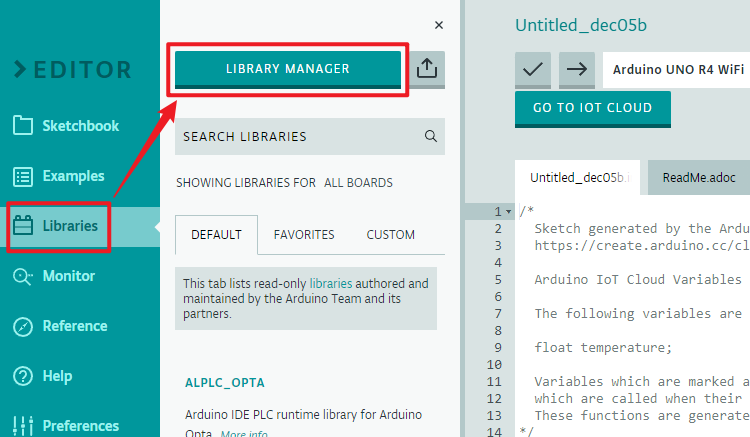 EDITOR
Sketchbook
Examples
Libraries
Monitor
Reference
Help
Preferences
LIBRARY MANAGER
SEARCH LIBRARIES
SHOWING LIBRARIES FOR ALL BOARDS
DEFAULT FAVORITES CUSTOM
This tab lists read-only libraries authored and
maintained by the Arduino Team and its
partners.
ALPLC_OPTA
Arduino IDE PLC runtime library for Arduino
Opta More info
Untitled_dec05b
Arduino UNO R4 WiFi
GO TO IOT CLOUD
Untitled_dec05b.i ReadMe.adoc
1 /*
2 Sketch generated by the Ardu
3 https://create.arduino.cc/cl
4
5 Arduino IoT Cloud Variables
6
7 The following variables are
8
9 float temperature;
10
11 Variables which are marked a
12 which are called when their
13 These functions are generate
14 */